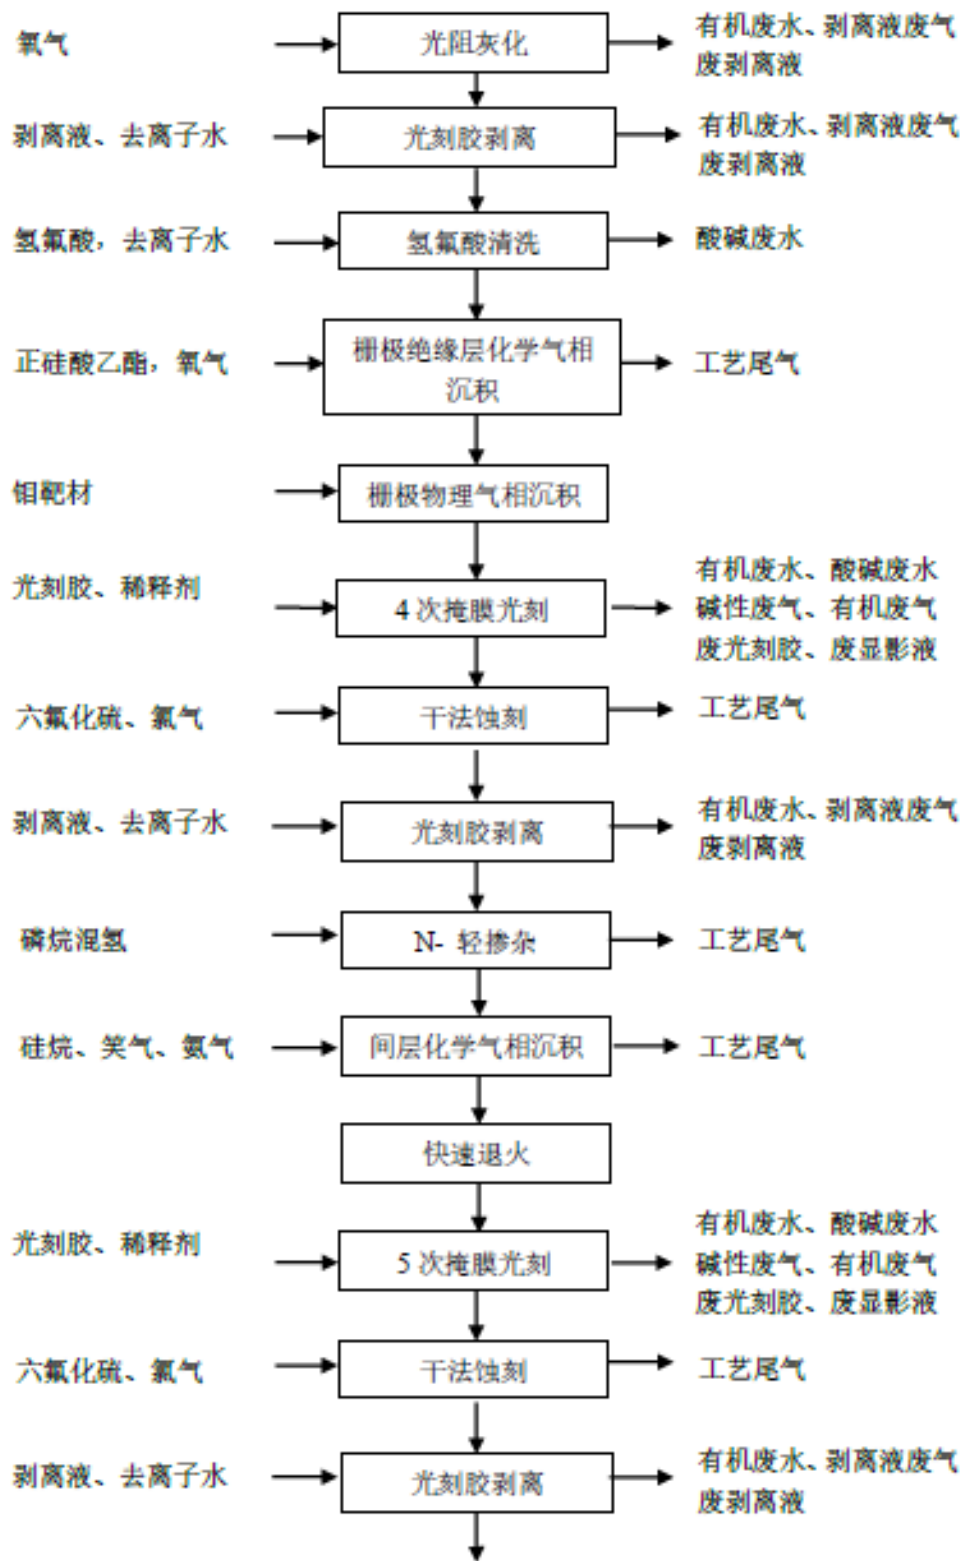 氧气
光阻灰化
有机废水、剥离液废气
废剥离液
剥离液、去离子水
光刻胶剥离
有机废水、剥离液废气
废剥离液
氢氟酸，去离子水
氢氟酸清洗
酸碱废水
正硅酸乙酯，氧气
栅极绝缘层化学气相
沉积
工艺尾气
钼靶材
栅极物理气相沉积
光刻胶、稀释剂
4 次掩膜光刻
有机废水、酸碱废水
碱性废气、有机废气
废光刻胶、废显影液
六氟化硫、氯气
干法蚀刻
工艺尾气
剥离液、去离子水
光刻胶剥离
有机废水、剥离液废气
废剥离液
磷烷混氢
N- 轻掺杂
工艺尾气
硅烷、笑气、氨气
间层化学气相沉积
工艺尾气
快速退火
光刻胶、稀释剂
5 次掩膜光刻
有机废水、酸碱废水
碱性废气、有机废气
废光刻胶、废显影液
六氟化硫、氯气
干法蚀刻
工艺尾气
剥离液、去离子水
光刻胶剥离
有机废水、剥离液废气
废剥离液